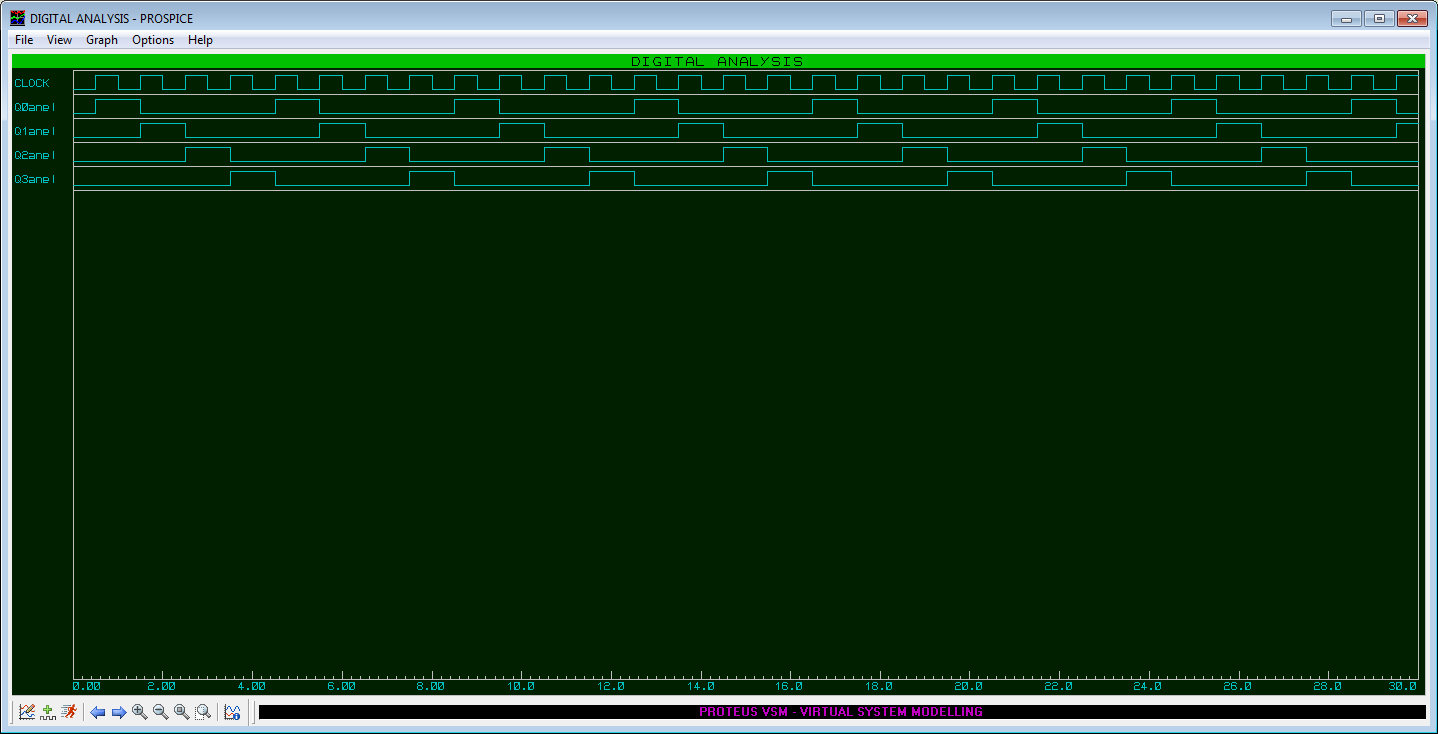 DIGITAL ANALYSIS - PROSPICE
File View Graph Options Help
DIGITAL ANALYSIS
CLOCK
Q0anel
Q1anel
Q2anel
Q3anel
0.00 2.00 4.00 6.00 8.00 10.0 12.0 14.0 16.0 18.0 20.0 22.0 24.0 26.0 28.0 30.0
PROTEUS VSM - VIRTUAL SYSTEM MODELLING